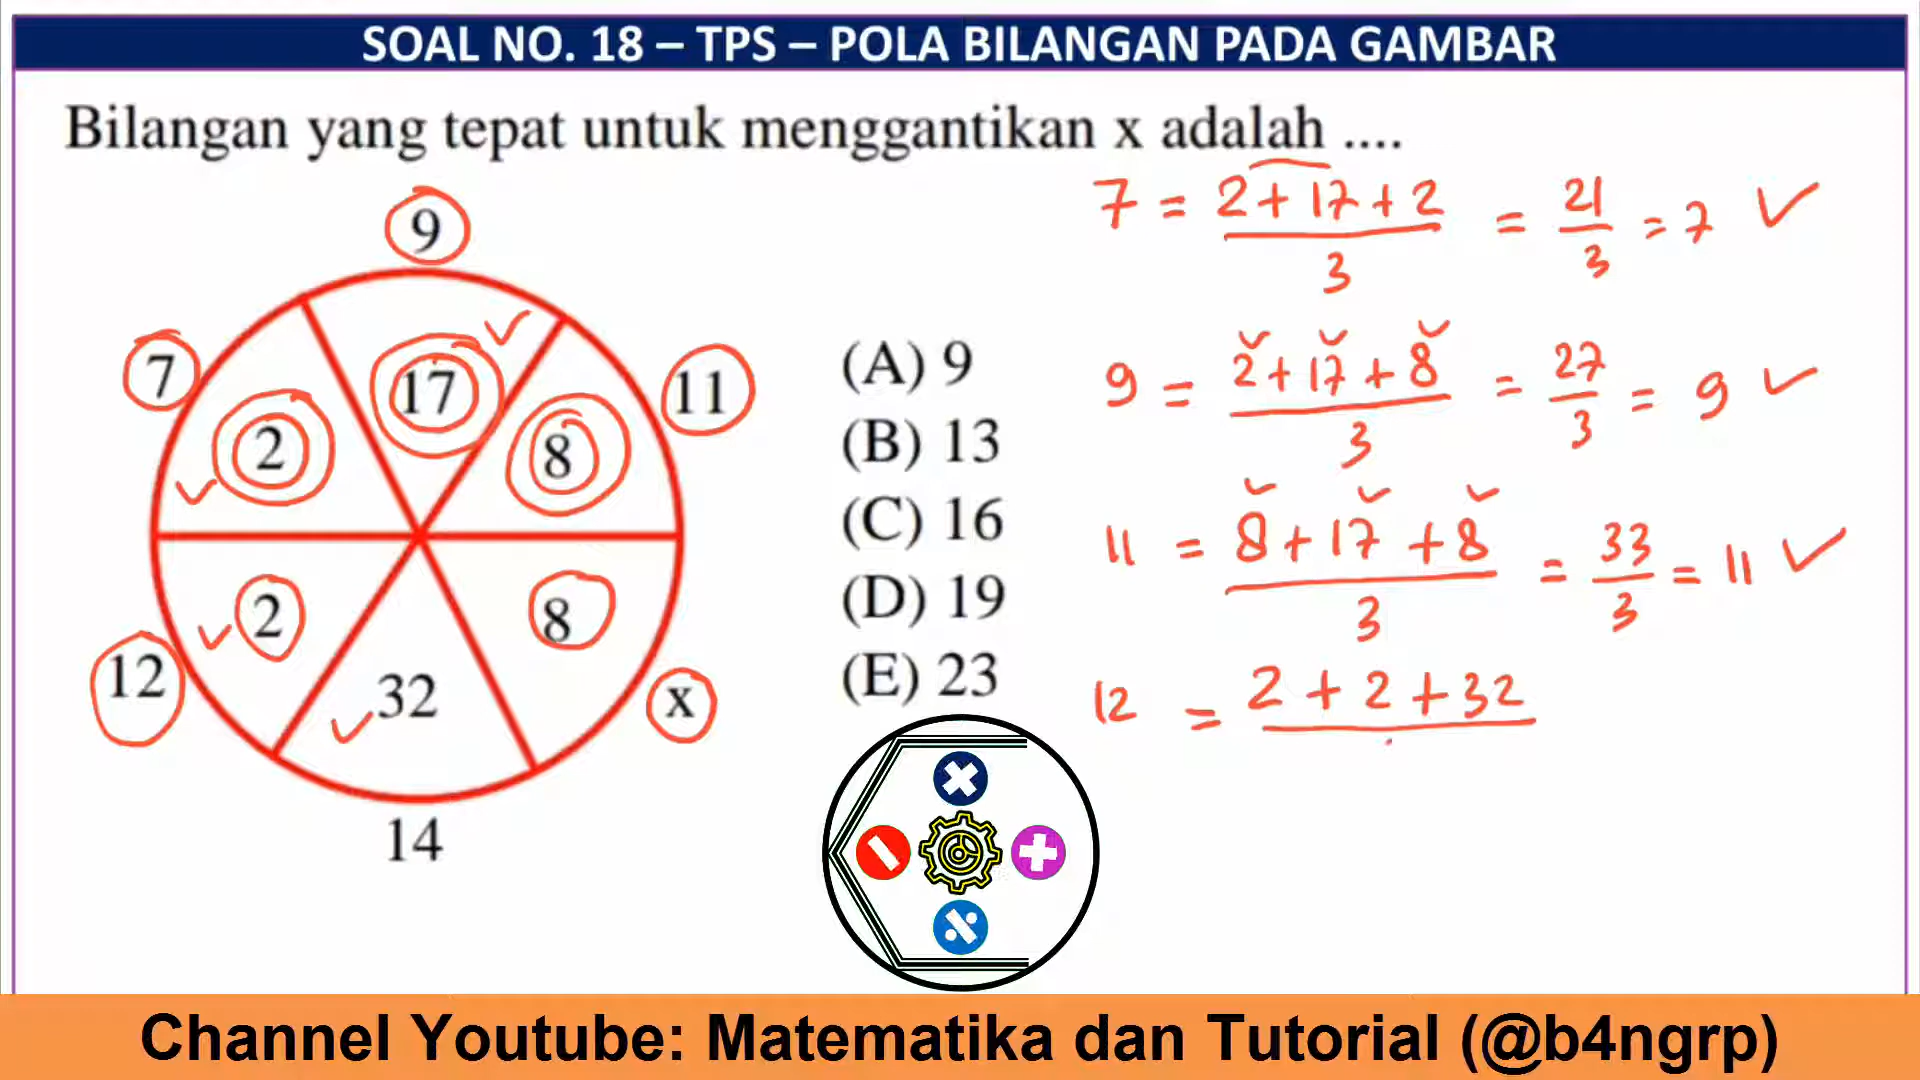 SOAL NO. 18 – TPS – POLA BILANGAN PADA GAMBAR
Bilangan yang tepat untuk menggantikan x adalah ....
9
7
17
11
2
8
2
8
12
32
x
14
(A) 9
(B) 13
(C) 16
(D) 19
(E) 23
7 = 2 + 17 + 2 / 3 = 21 / 3 = 7 ✓
9 = 2 + 17 + 8 / 3 = 27 / 3 = 9 ✓
11 = 8 + 17 + 8 / 3 = 33 / 3 = 11 ✓
12 = 2 + 2 + 32
Channel Youtube: Matematika dan Tutorial (@b4ngrp)